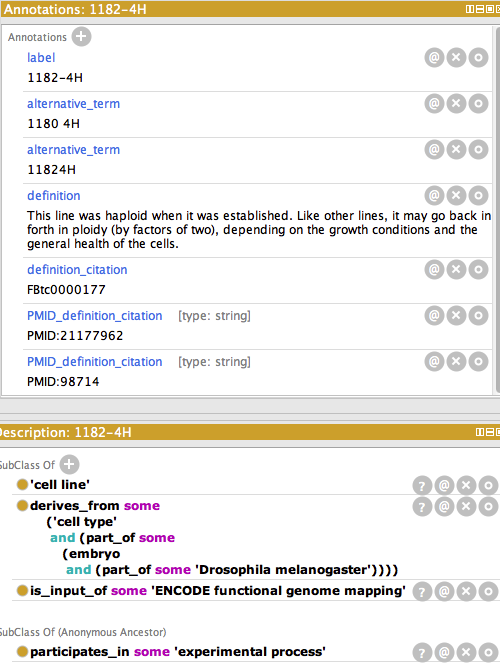 Annotations: 1182-4H
Annotations
label
1182-4H
alternative_term
1180 4H
alternative_term
11824H
definition
This line was haploid when it was established. Like other lines, it may go back in
forth in ploidy (by factors of two), depending on the growth conditions and the
general health of the cells.
definition_citation
FBtc0000177
PMID_definition_citation [type: string]
PMID:21177962
PMID_definition_citation [type: string]
PMID:98714
Description: 1182-4H
SubClass Of
'cell line'
derives_from some
('cell type'
and (part_of some
(embryo
and (part_of some 'Drosophila melanogaster'))))
is_input_of some 'ENCODE functional genome mapping'
SubClass Of (Anonymous Ancestor)
participates_in some 'experimental process'